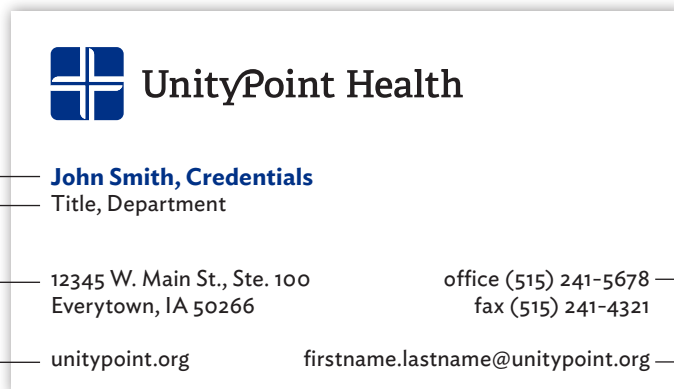 UnityPoint Health
John Smith, Credentials
Title, Department
12345 W. Main St., Ste. 100
Everytown, IA 50266
office (515) 241-5678
fax (515) 241-4321
unitypoint.org
firstname.lastname@unitypoint.org